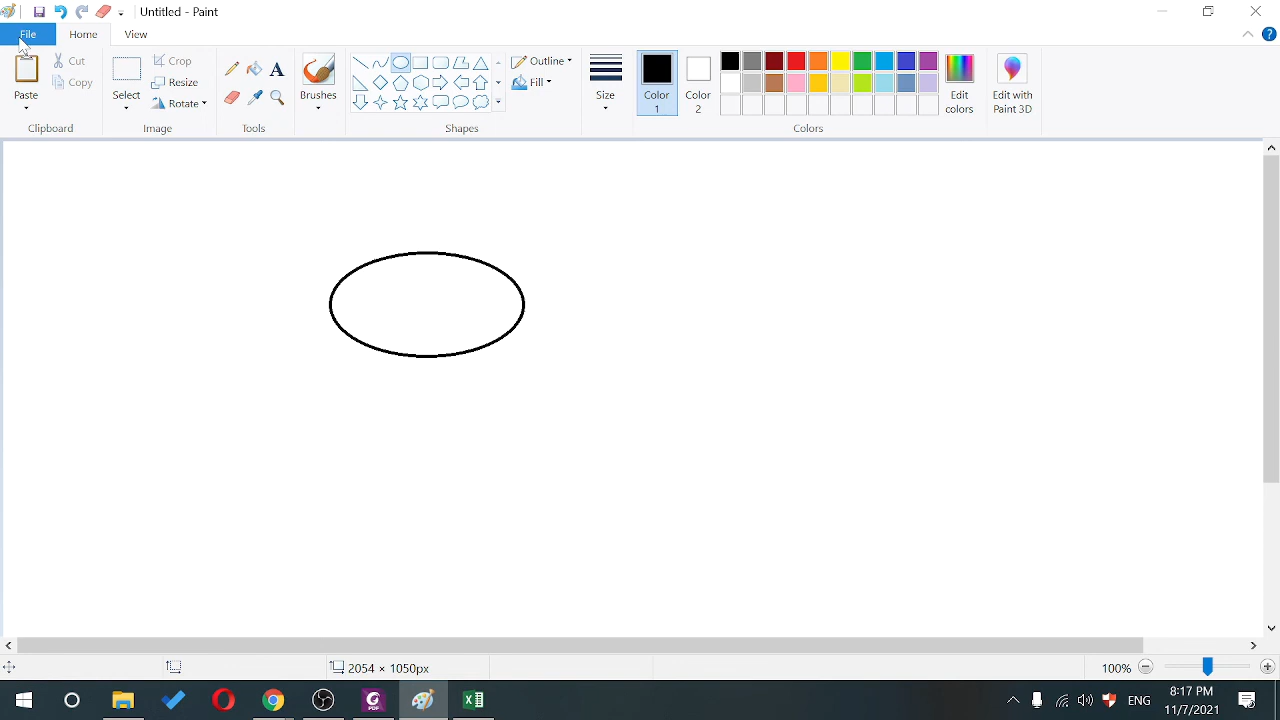 Untitled - Paint
File Home View
Paste
Cut
Copy
Clipboard
Select
Crop
Resize
Rotate
Image
Tools
Brushes
Outline
Fill
Shapes
Size
Color 1
Color 2
Edit colors
Colors
Edit with Paint 3D
2054 × 1050px
100%
ENG
8:17 PM
11/7/2021